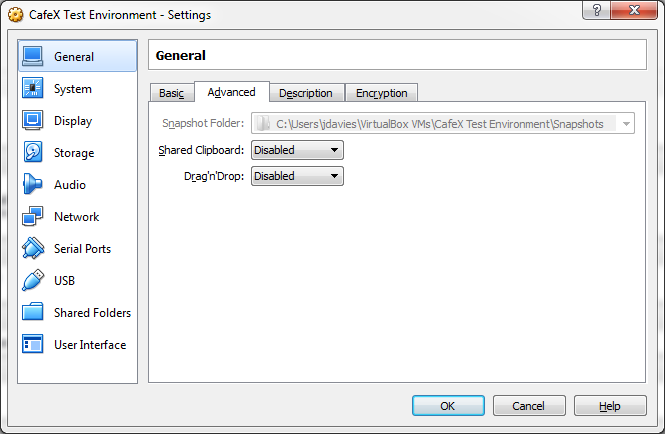 CafeX Test Environment - Settings
General
System
Display
Storage
Audio
Network
Serial Ports
USB
Shared Folders
User Interface
General
Basic Advanced Description Encryption
Snapshot Folder: C:\Users\jdavies\VirtualBox VMs\CafeX Test Environment\Snapshots
Shared Clipboard: Disabled
Drag'n'Drop: Disabled
OK Cancel Help